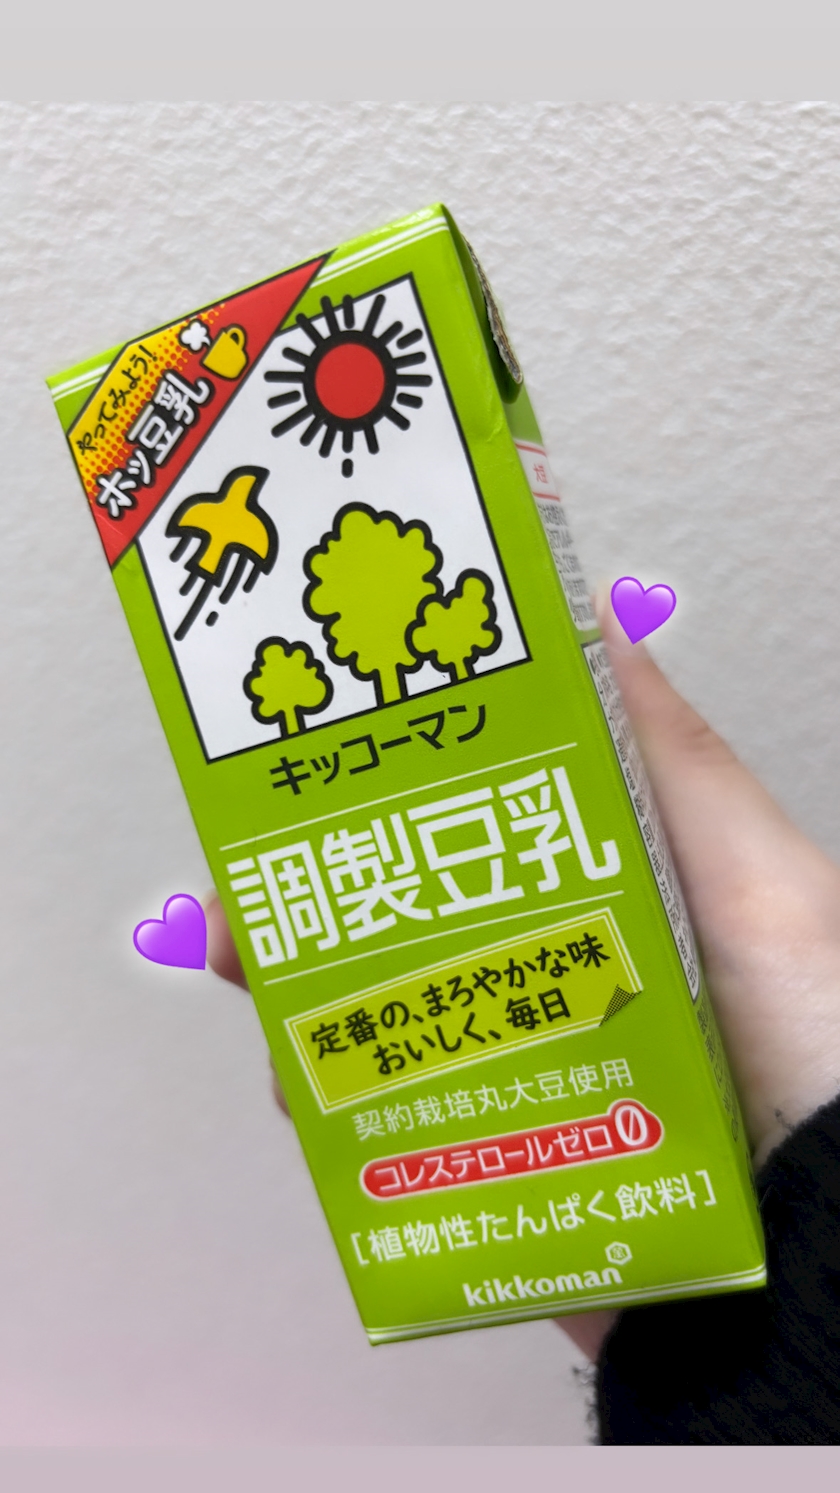 やってみよう!
ホッ豆乳
キッコーマン
調製豆乳
定番の、まろやかな味
おいしく、毎日
契約栽培丸大豆使用
コレステロールゼロ0
[植物性たんぱく飲料]
kikkoman